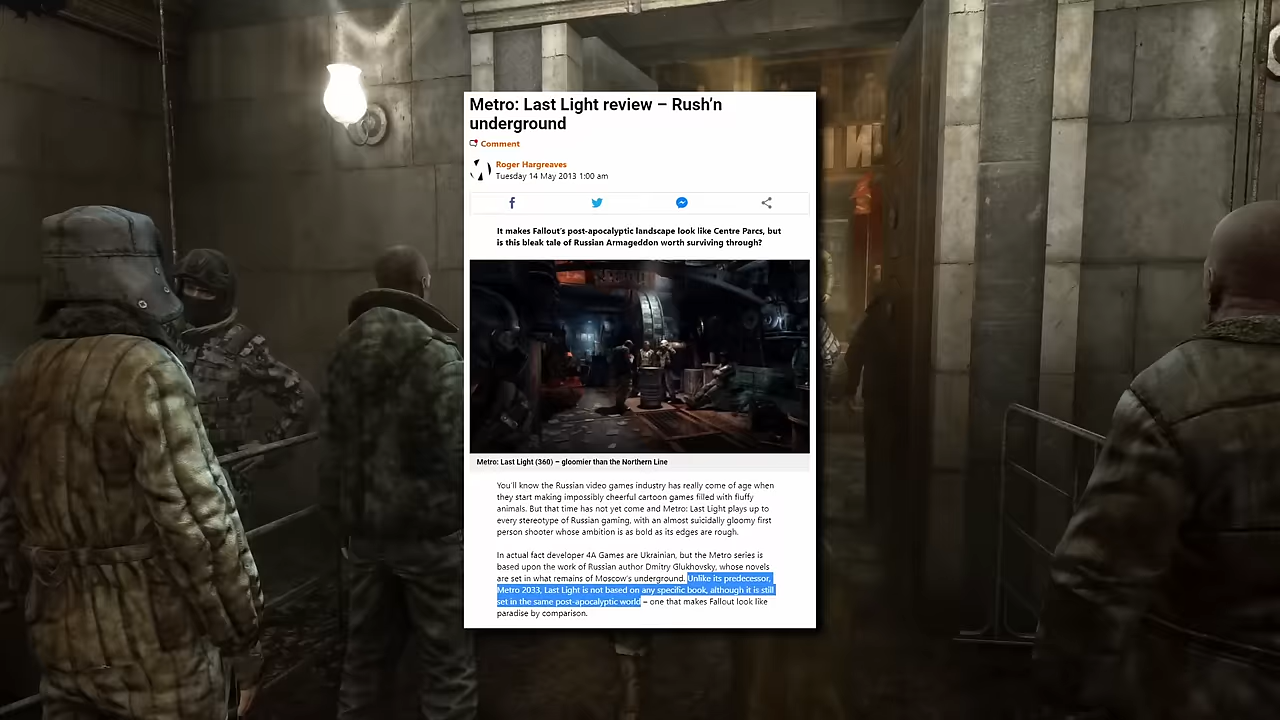 Metro: Last Light review – Rush'n
underground
Comment
Roger Hargreaves
Tuesday 14 May 2013 1:00 am
It makes Fallout's post-apocalyptic landscape look like Centre Parcs, but
is this bleak tale of Russian Armageddon worth surviving through?
Metro: Last Light (360) – gloomier than the Northern Line
You'll know the Russian video games industry has really come of age when
they start making impossibly cheerful cartoon games filled with fluffy
animals. But that time has not yet come and Metro: Last Light plays up to
every stereotype of Russian gaming, with an almost suicidally gloomy first
person shooter whose ambition is as bold as its edges are rough.
In actual fact developer 4A Games are Ukrainian, but the Metro series is
based upon the work of Russian author Dmitry Glukhovsky, whose novels
are set in what remains of Moscow's underground. Unlike its predecessor,
Metro 2033, Last Light is not based on any specific book, although it is still
set in the same post-apocalyptic world – one that makes Fallout look like
paradise by comparison.